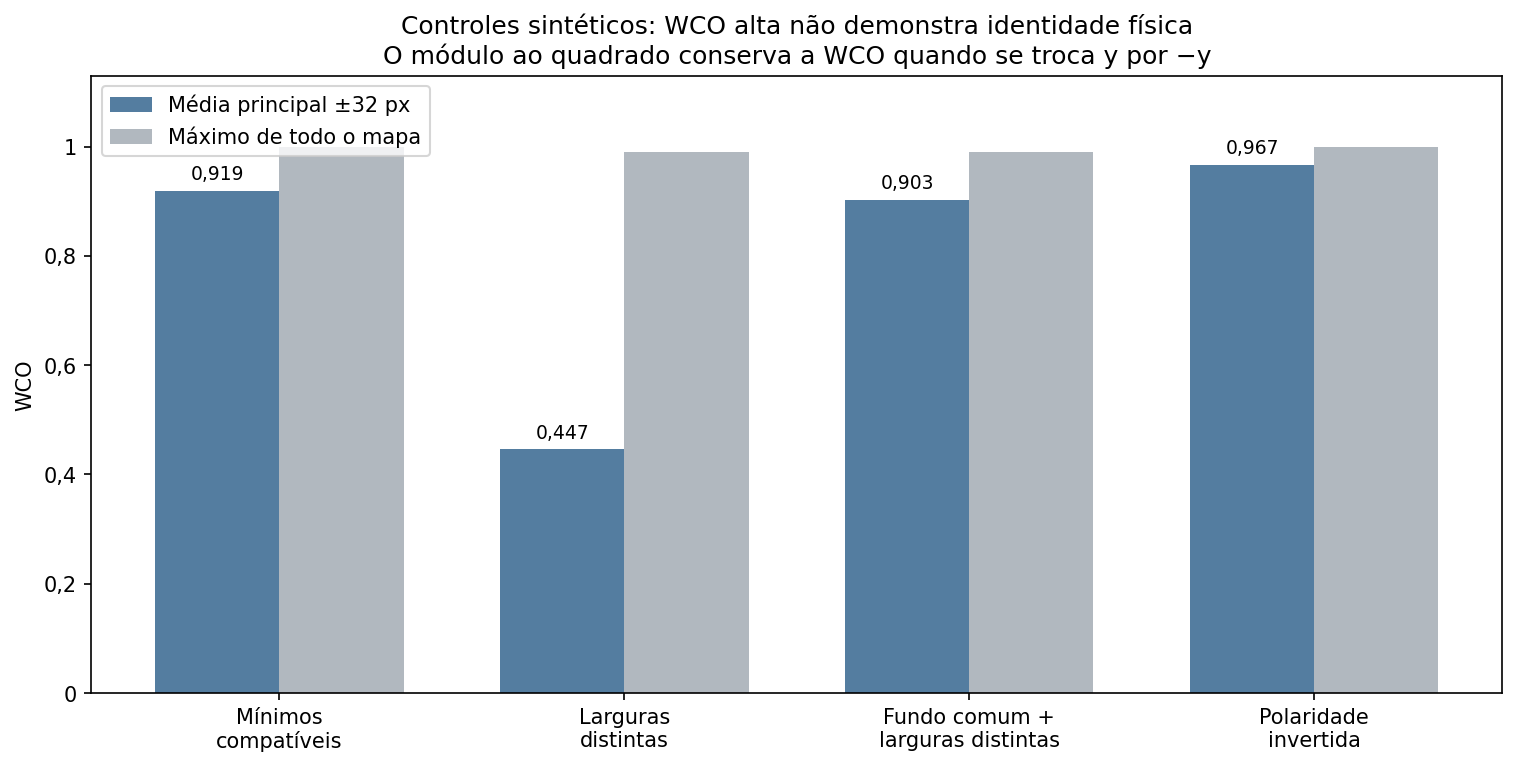 Controles sintéticos: WCO alta não demonstra identidade física
O módulo ao quadrado conserva a WCO quando se troca y por −y
Média principal ±32 px
Máximo de todo o mapa
WCO
1
0,8
0,6
0,4
0,2
0
0,919
0,447
0,903
0,967
Mínimos
compatíveis
Larguras
distintas
Fundo comum +
larguras distintas
Polaridade
invertida